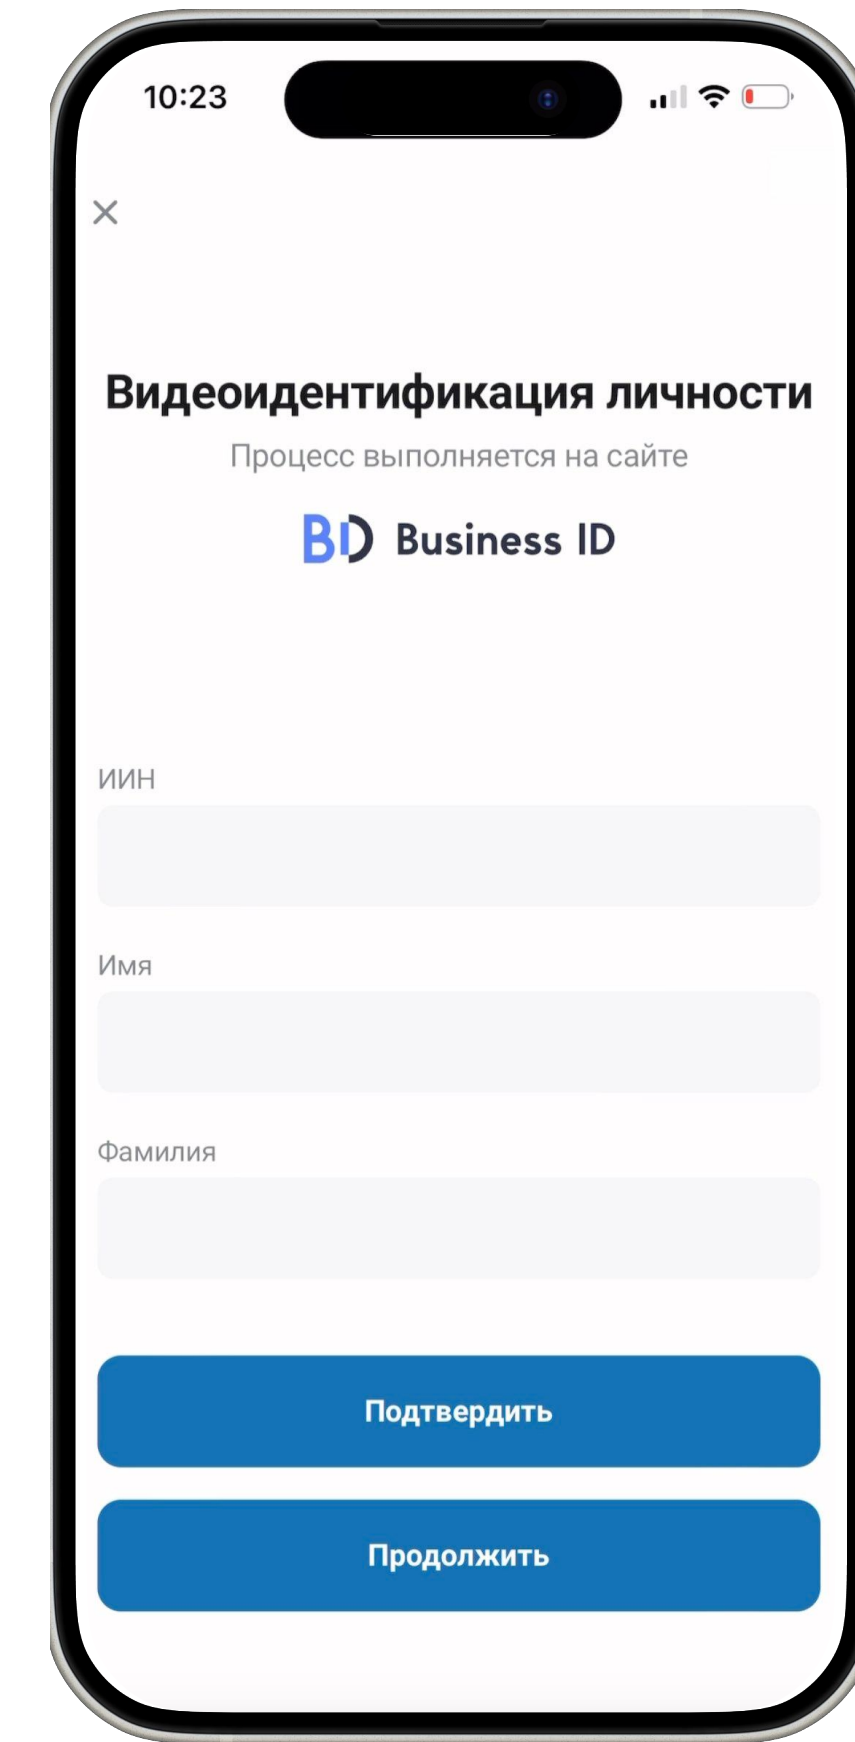 10:23
Видеоидентификация личности
Процесс выполняется на сайте
BD Business ID
ИИН
Имя
Фамилия
Подтвердить
Продолжить